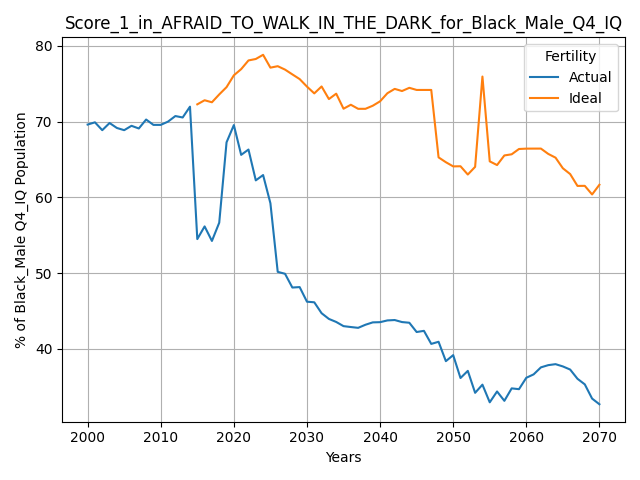 Score_1_in_AFRAID_TO_WALK_IN_THE_DARK_for_Black_Male_Q4_IQ
80
70
60
50
40
% of Black_Male Q4_IQ Population
Fertility
Actual
Ideal
2000 2010 2020 2030 2040 2050 2060 2070
Years